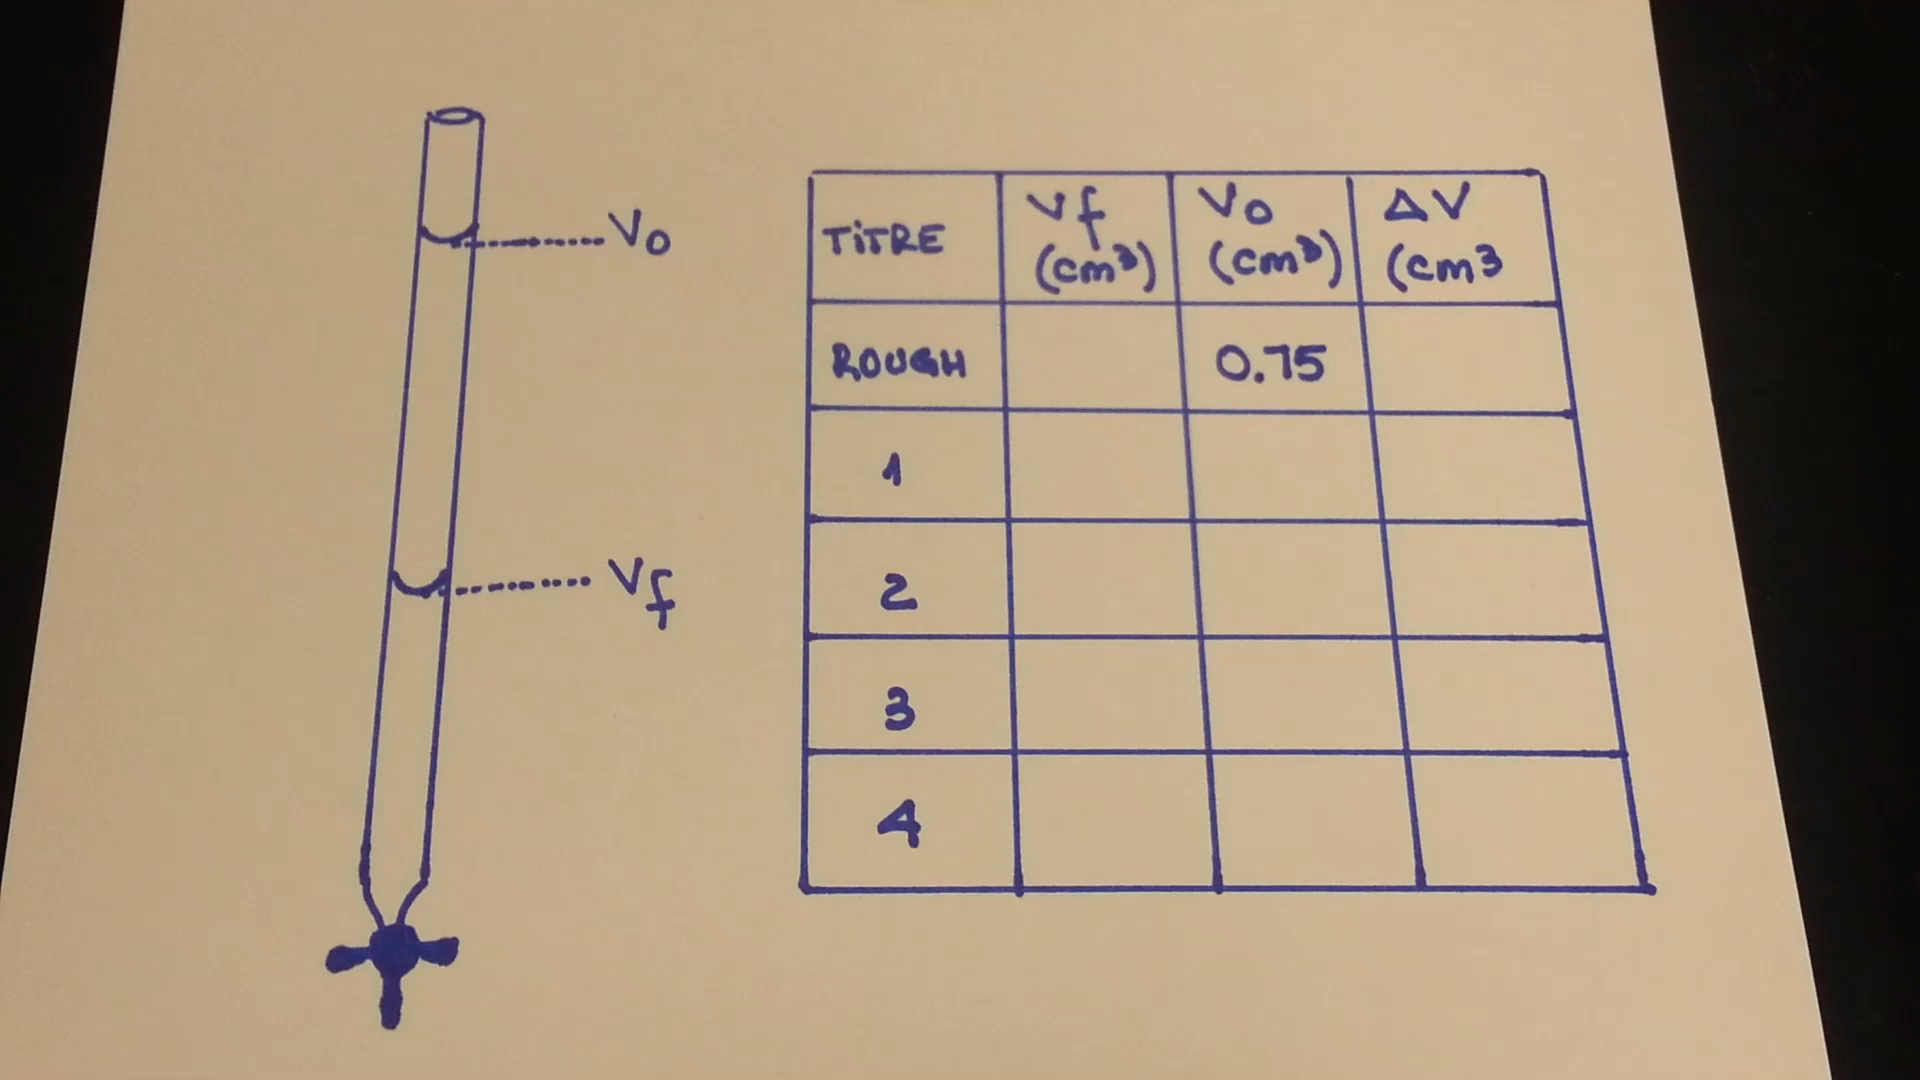 V0
Vf
TiTRE
Vf
(cm³)
V0
(cm³)
ΔV
(cm3
ROUGH
0.75
1
2
3
4